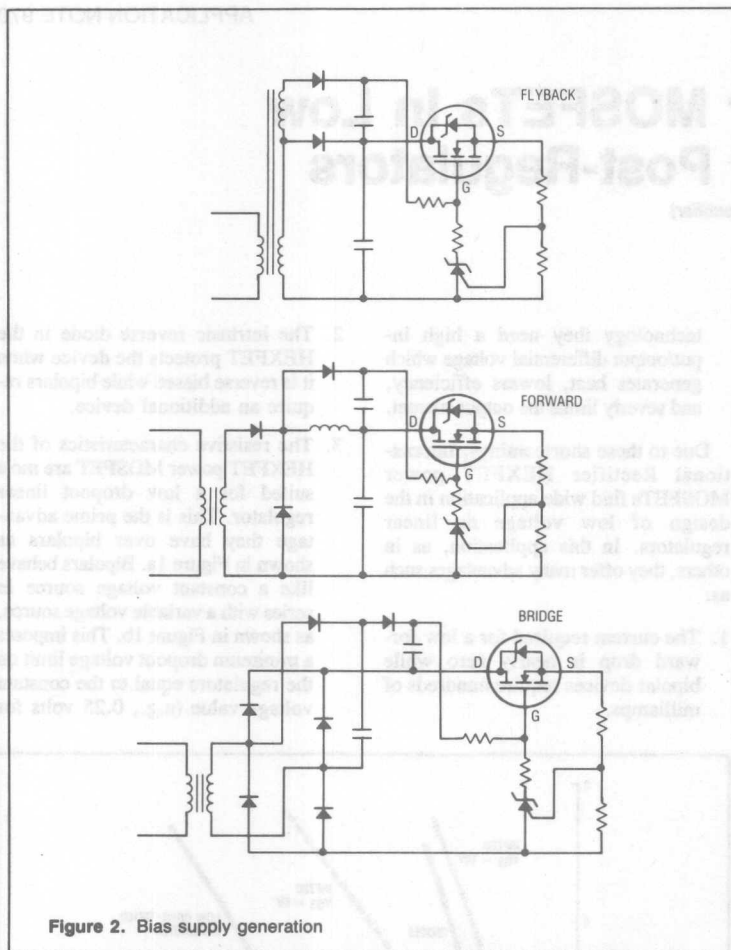 APPLICATION NOTE 97
FLYBACK
D
S
G
MOSFETs in Low
Post-Regulators
technology they need a high in-
put/output differential voltage which
generates heat, lowers efficiency,
and severly limits the output current.
Due to these short
tional Rectifier HEXFET power
MOSFETs find wide application in the
design of low voltage linear
regulators. In this application, as in
others, they offer many advantages such
as:
1. The current required for a low for-
ward drop is zero while
bipolar devices hundreds of
milliamps.
2. The intrinsic reverse diode in the
HEXFET protects the device when
it is reverse biased while bipolars re-
quire an additional device.
3. The resistive characteristics of the
HEXFET power MOSFET are more
suited for a low dropout linear
regulator. This is the prime advan-
tage they have over bipolars as
shown in Figure 1a. Bipolars behave
like a constant voltage source in
series with a variable voltage source,
as shown in Figure 1b. This imposes
a minimum dropout voltage limit on
the regulators equal to the constant
voltage value (e.g., 0.25 volts for
FORWARD
D
S
G
BRIDGE
D
S
G
Figure 2. Bias supply generation